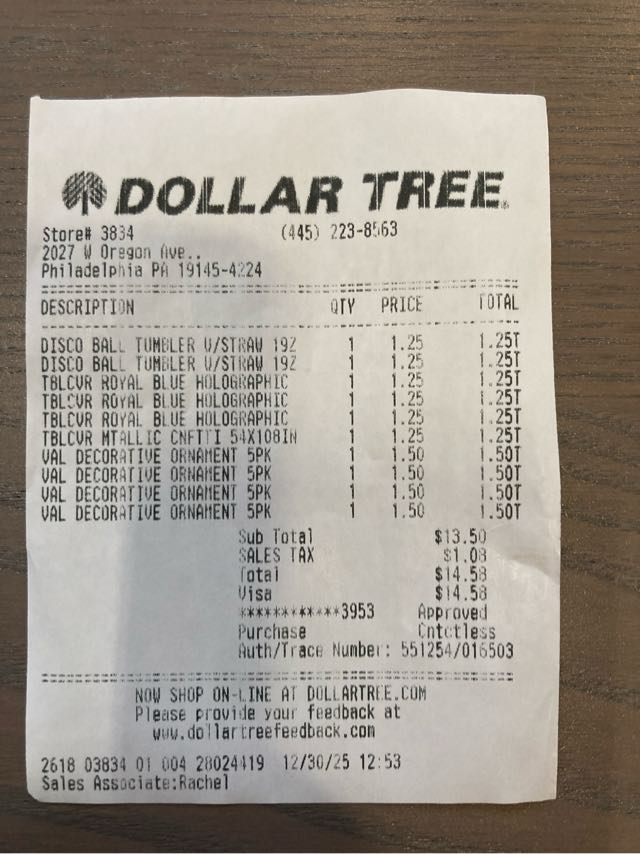 DOLLAR TREE.
Store# 3834 (445) 223-8563
2027 W Oregon Ave..
Philadelphia PA 19145-4224
DESCRIPTION QTY PRICE TOTAL
DISCO BALL TUMBLER W/STRAW 19Z 1 1.25 1.25T
DISCO BALL TUMBLER W/STRAW 19Z 1 1.25 1.25T
TBLCVR ROYAL BLUE HOLOGRAPHIC 1 1.25 1.25T
TBLCVR ROYAL BLUE HOLOGRAPHIC 1 1.25 1.25T
TBLCVR ROYAL BLUE HOLOGRAPHIC 1 1.25 1.25T
TBLCVR MTALLIC CNFTTI 54X108IN 1 1.25 1.25T
VAL DECORATIVE ORNAMENT 5PK 1 1.50 1.50T
VAL DECORATIVE ORNAMENT 5PK 1 1.50 1.50T
VAL DECORATIVE ORNAMENT 5PK 1 1.50 1.50T
VAL DECORATIVE ORNAMENT 5PK 1 1.50 1.50T
Sub Total $13.50
SALES TAX $1.08
Total $14.58
Visa $14.58
************3953 Approved
Purchase Cntctless
Auth/Trace Number: 551254/016503
NOW SHOP ON-LINE AT DOLLARTREE.COM
Please provide your feedback at
www.dollartreefeedback.com
2618 03834 01 004 28024419 12/30/25 12:53
Sales Associate:Rachel